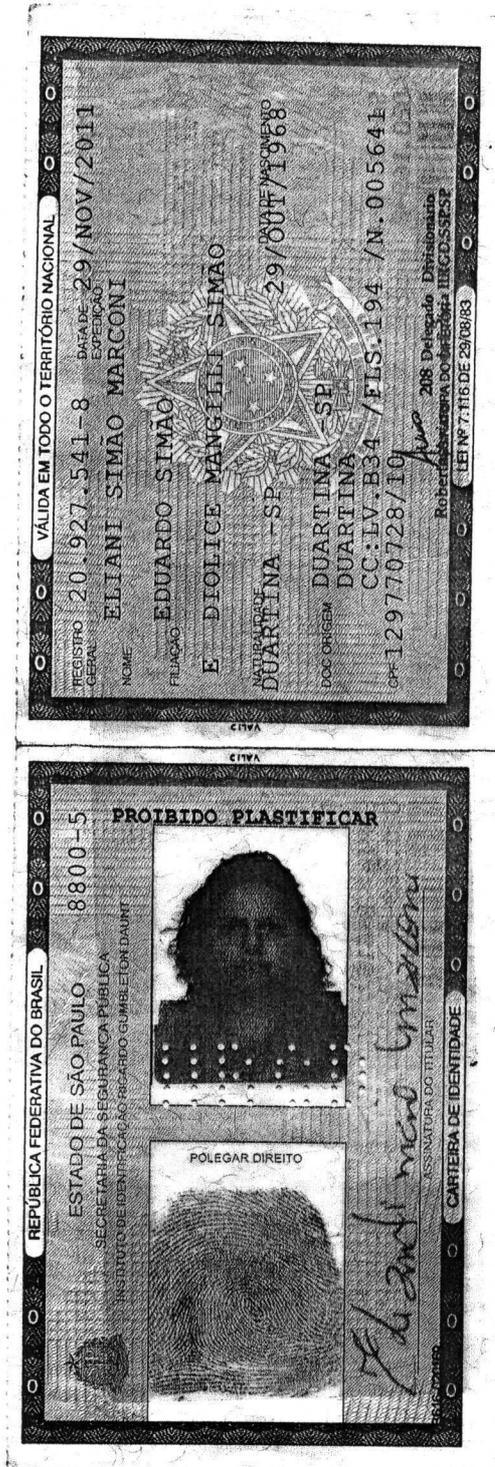 VÁLIDA EM TODO O TERRITÓRIO NACIONAL
REGISTRO GERAL 20.927.541-8 DATA DE EXPEDIÇÃO 29/NOV/2011
NOME ELIANI SIMÃO MARCONI
FILIAÇÃO EDUARDO SIMÃO
E DIOLICE MANGILLI SIMÃO
NATURALIDADE DUARTINA -SP DATA DE NASCIMENTO 29/OUT/1968
DOC ORIGEM DUARTINA -SP
DUARTINA
CC:LV.B34 /FLS.194 /N.005641
CPF 129770728/10
208 Delegado Divisionário
LEI Nº 7.116 DE 29/08/83
VALID
VALID
REPÚBLICA FEDERATIVA DO BRASIL
ESTADO DE SÃO PAULO 8800-5
SECRETARIA DA SEGURANÇA PÚBLICA
INSTITUTO DE IDENTIFICAÇÃO RICARDO GUMBLETON DAUNT
PROIBIDO PLASTIFICAR
POLEGAR DIREITO
ASSINATURA DO TITULAR
CARTEIRA DE IDENTIDADE